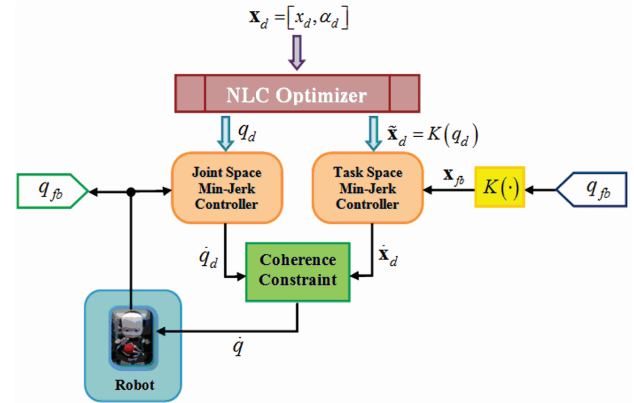 𝐱_d = [x_d, α_d]
NLC Optimizer
q_d
𝐱̃_d = K(q_d)
Joint Space
Min-Jerk
Controller
Task Space
Min-Jerk
Controller
q_fb
𝐱_fb
K(·)
q_fb
q̇_d
Coherence
Constraint
𝐱̇_d
q̇
Robot